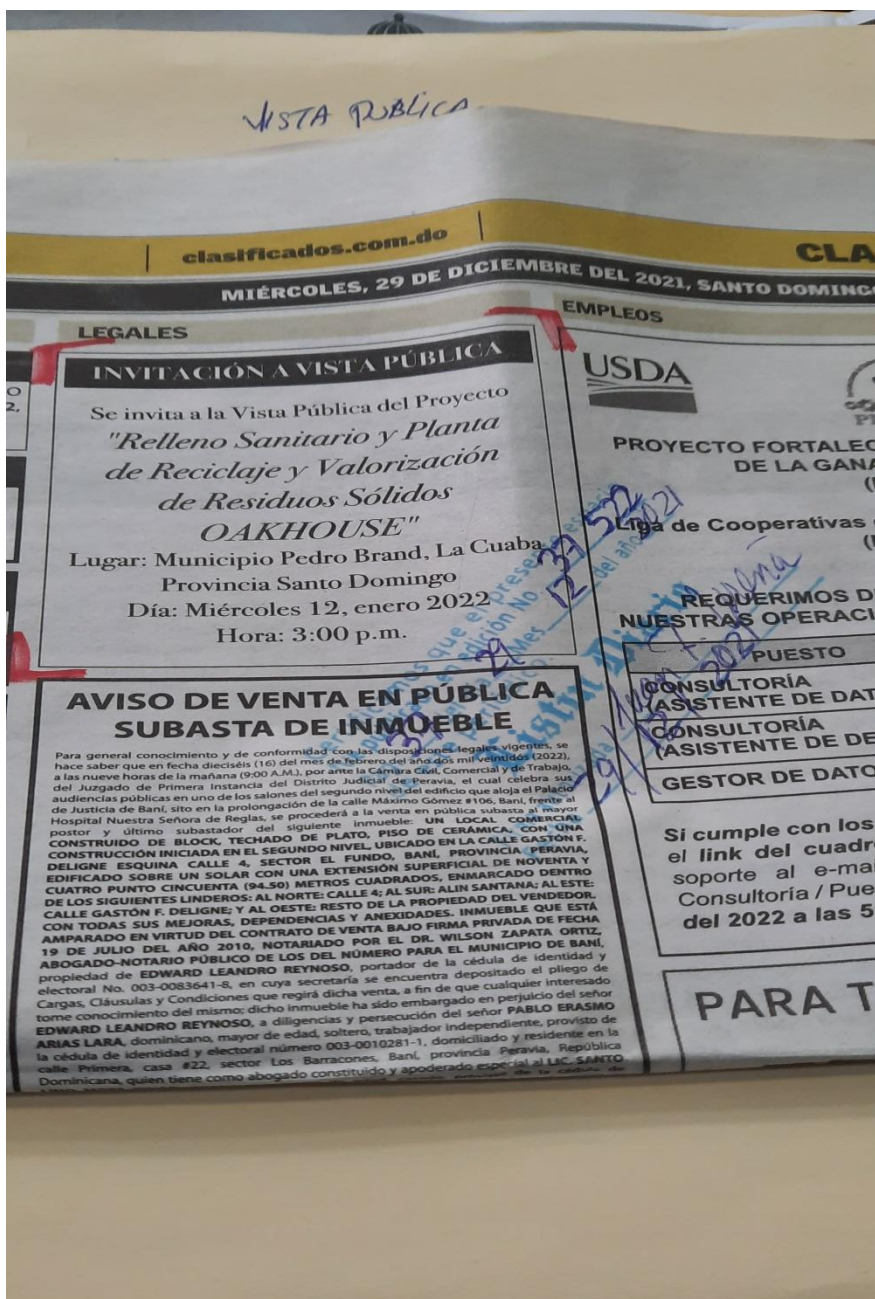 VISTA PUBLICA
clasificados.com.do
CLA
MIÉRCOLES, 29 DE DICIEMBRE DEL 2021, SANTO DOMINGO
LEGALES
INVITACIÓN A VISTA PÚBLICA
Se invita a la Vista Pública del Proyecto
"Relleno Sanitario y Planta
de Reciclaje y Valorización
de Residuos Sólidos
OAKHOUSE"
Lugar: Municipio Pedro Brand, La Cuaba
Provincia Santo Domingo
Día: Miércoles 12, enero 2022
Hora: 3:00 p.m.
AVISO DE VENTA EN PÚBLICA
SUBASTA DE INMUEBLE
Para general conocimiento y de conformidad con las disposiciones legales vigentes, se
hace saber que en fecha dieciséis (16) del mes de febrero del año dos mil veintidos (2022),
a las nueve horas de la mañana (9:00 A.M.), por ante la Cámara Civil, Comercial y de Trabajo,
del Juzgado de Primera Instancia del Distrito Judicial de Peravia, el cual celebra sus
audiencias públicas en uno de los salones del segundo nivel del edificio que aloja el Palacio
de Justicia de Baní, sito en la prolongación de la calle Máximo Gómez #106, Baní, frente al
Hospital Nuestra Señora de Reglas, se procederá a la venta en pública subasta al mayor
postor y último subastador del siguiente inmueble: UN LOCAL COMERCIAL
CONSTRUIDO DE BLOCK, TECHADO DE PLATO, PISO DE CERÁMICA, CON UNA
CONSTRUCCIÓN INICIADA EN EL SEGUNDO NIVEL, UBICADO EN LA CALLE GASTÓN F.
DELIGNE ESQUINA CALLE 4, SECTOR EL FUNDO, BANÍ, PROVINCIA PERAVIA,
EDIFICADO SOBRE UN SOLAR CON UNA EXTENSIÓN SUPERFICIAL DE NOVENTA Y
CUATRO PUNTO CINCUENTA (94.50) METROS CUADRADOS, ENMARCADO DENTRO
DE LOS SIGUIENTES LINDEROS: AL NORTE: CALLE 4; AL SUR: ALIN SANTANA; AL ESTE:
CALLE GASTÓN F. DELIGNE; Y AL OESTE: RESTO DE LA PROPIEDAD DEL VENDEDOR.
CON TODAS SUS MEJORAS, DEPENDENCIAS Y ANEXIDADES. INMUEBLE QUE ESTÁ
AMPARADO EN VIRTUD DEL CONTRATO DE VENTA BAJO FIRMA PRIVADA DE FECHA
19 DE JULIO DEL AÑO 2010, NOTARIADO POR EL DR. WILSON ZAPATA ORTIZ,
ABOGADO-NOTARIO PÚBLICO DE LOS DEL NÚMERO PARA EL MUNICIPIO DE BANÍ,
propiedad de EDWARD LEANDRO REYNOSO, portador de la cédula de identidad y
electoral No. 003-0083641-8, en cuya secretaría se encuentra depositado el pliego de
Cargas, Cláusulas y Condiciones que regirá dicha venta, a fin de que cualquier interesado
tome conocimiento del mismo; dicho inmueble ha sido embargado en perjuicio del señor
EDWARD LEANDRO REYNOSO, a diligencias y persecución del señor PABLO ERASMO
ARIAS LARA, dominicano, mayor de edad, soltero, trabajador independiente, provisto de
la cédula de identidad y electoral número 003-0010281-1, domiciliado y residente en la
calle Primera, casa #22, sector Los Barracones, Baní, provincia Peravia, República
Dominicana, quien tiene como abogado constituido y apoderado especial al LIC. SANTO
EMPLEOS
USDA
PROYECTO FORTALEC
DE LA GANA
Liga de Cooperativas
REQUERIMOS D
NUESTRAS OPERACI
PUESTO
CONSULTORÍA
(ASISTENTE DE DAT
CONSULTORÍA
(ASISTENTE DE DE
GESTOR DE DATO
Si cumple con los
el link del cuadr
soporte al e-mai
Consultoría / Pue
del 2022 a las 5
PARA T
que el presente espacio
en edición No. 37 522
29 Mes 12 del año 2021
Listín Diario
29/12/2021